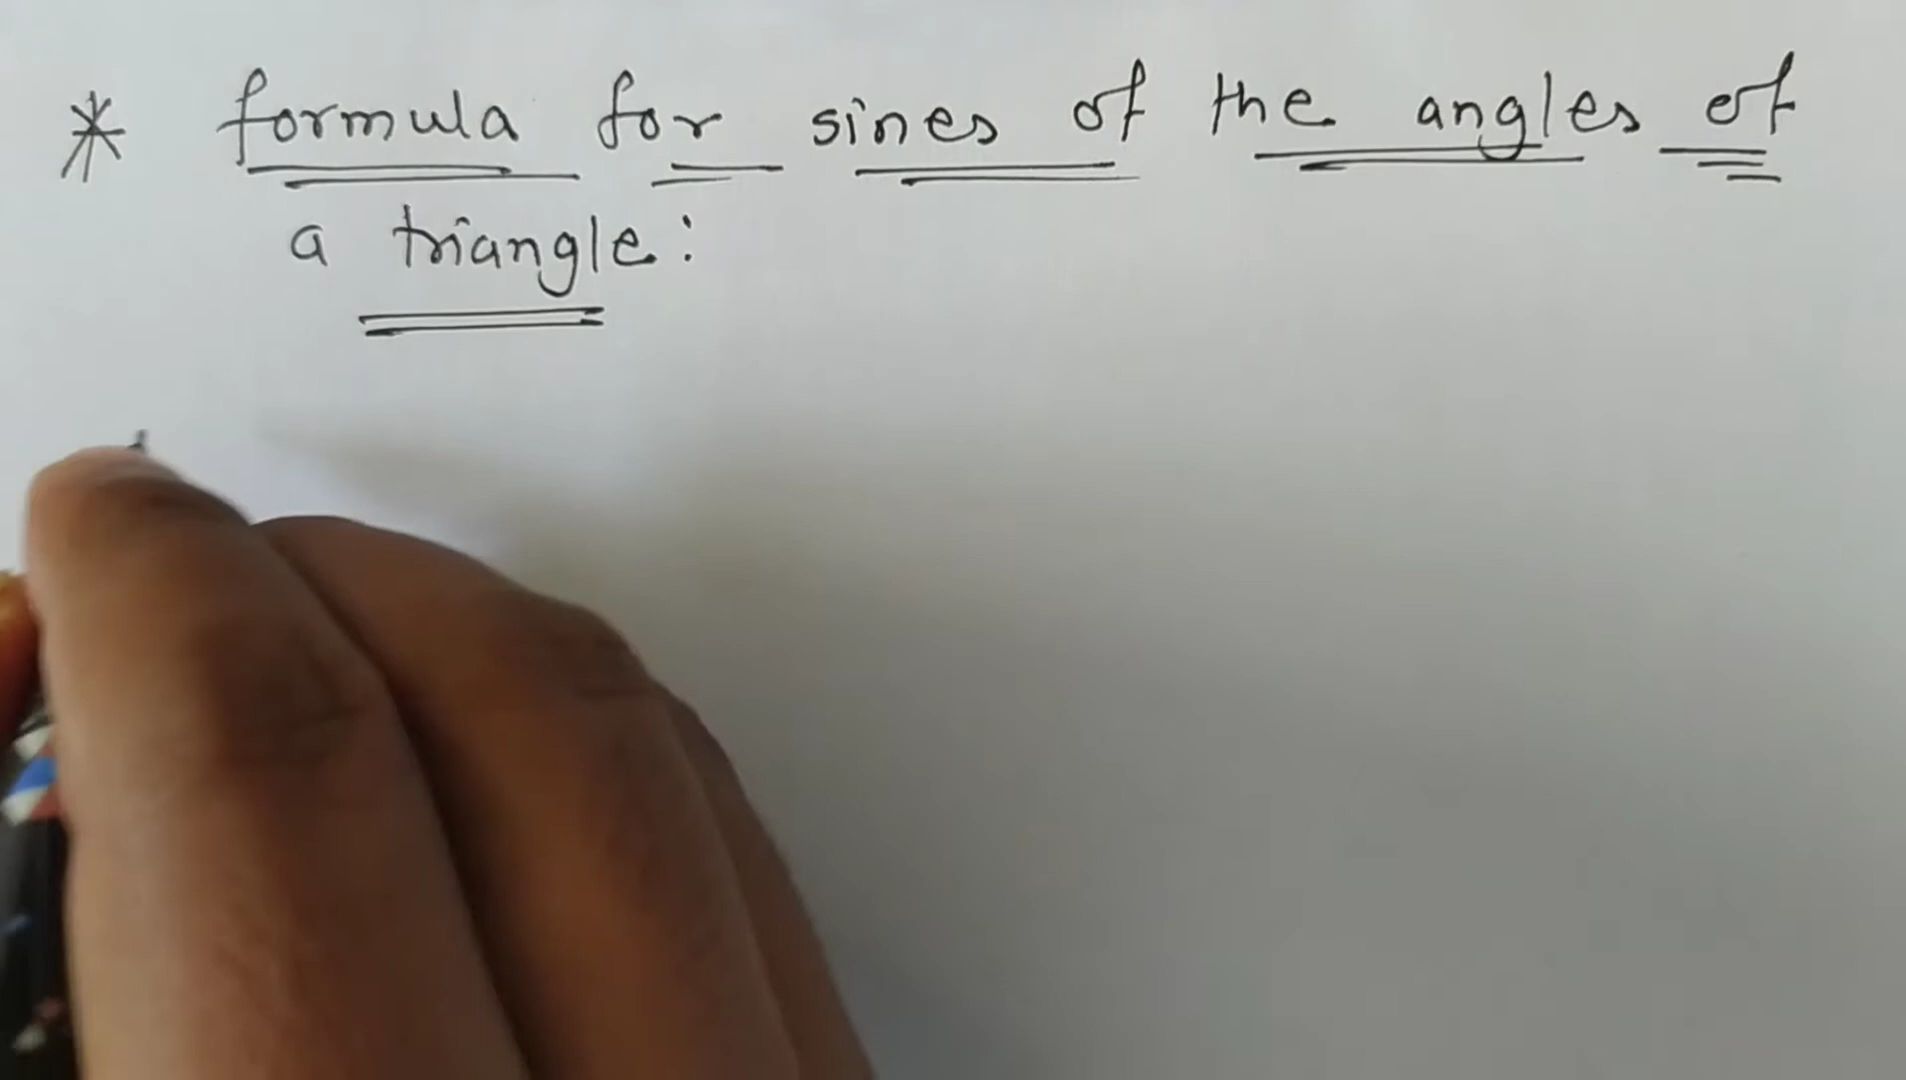 * formula for sines of the angles of
a triangle: